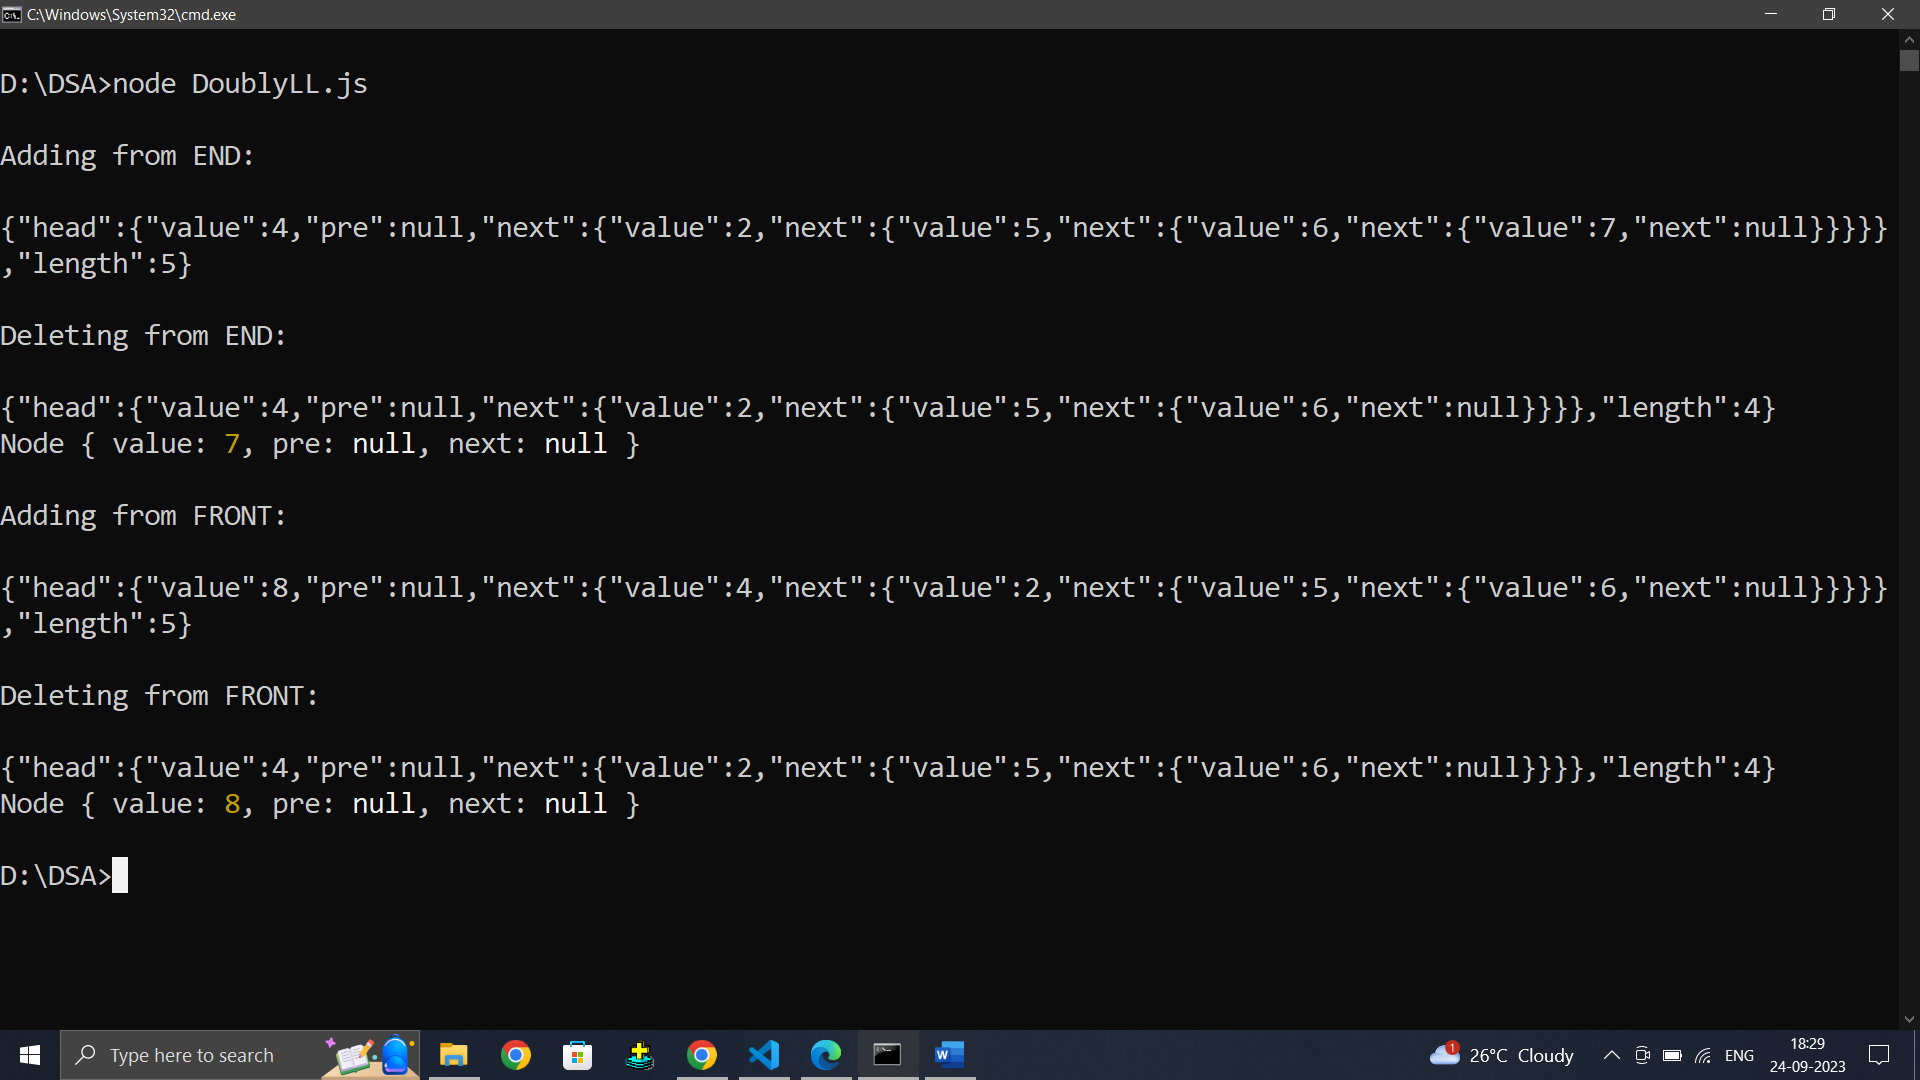 C:\Windows\System32\cmd.exe
D:\DSA>node DoublyLL.js
Adding from END:
{"head":{"value":4,"pre":null,"next":{"value":2,"next":{"value":5,"next":{"value":6,"next":{"value":7,"next":null}}}}}
,"length":5}
Deleting from END:
{"head":{"value":4,"pre":null,"next":{"value":2,"next":{"value":5,"next":{"value":6,"next":null}}}},"length":4}
Node { value: 7, pre: null, next: null }
Adding from FRONT:
{"head":{"value":8,"pre":null,"next":{"value":4,"next":{"value":2,"next":{"value":5,"next":{"value":6,"next":null}}}}}
,"length":5}
Deleting from FRONT:
{"head":{"value":4,"pre":null,"next":{"value":2,"next":{"value":5,"next":{"value":6,"next":null}}}},"length":4}
Node { value: 8, pre: null, next: null }
D:\DSA>
Type here to search
1
26°C Cloudy
ENG
18:29
24-09-2023